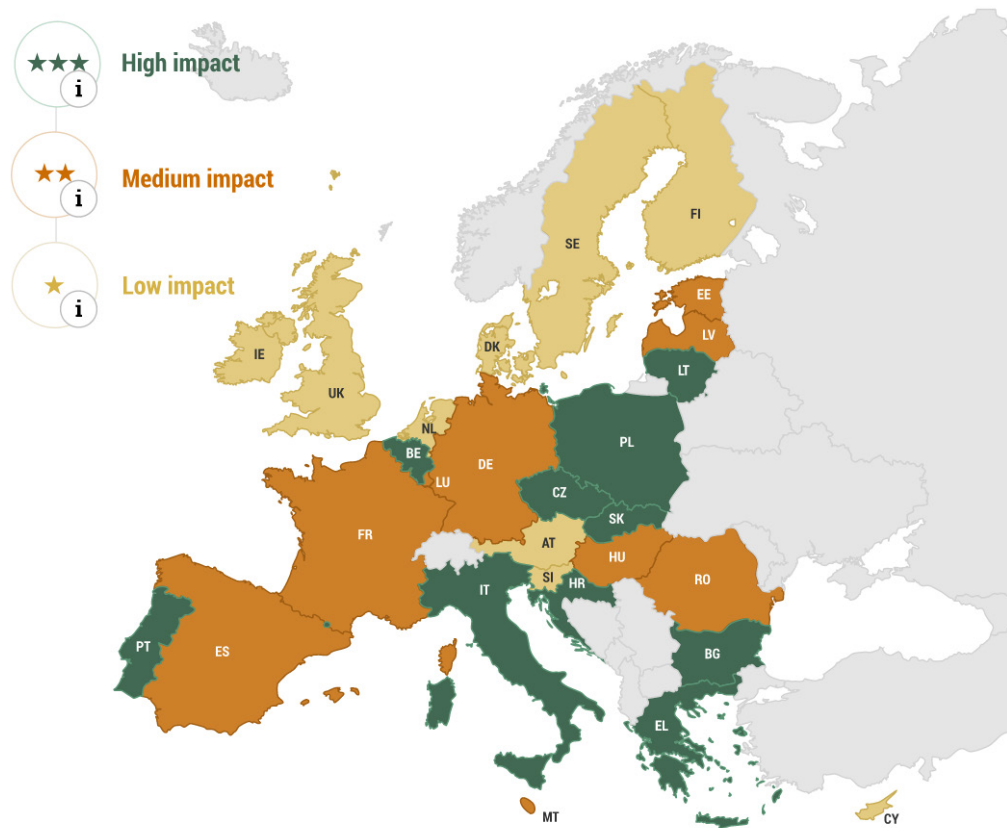 ★★★
i
High impact
★★
i
Medium impact
★
i
Low impact
FI
SE
EE
LV
LT
DK
IE
UK
NL
BE
LU
DE
PL
CZ
SK
FR
AT
HU
SI
HR
RO
IT
PT
ES
BG
EL
MT
CY